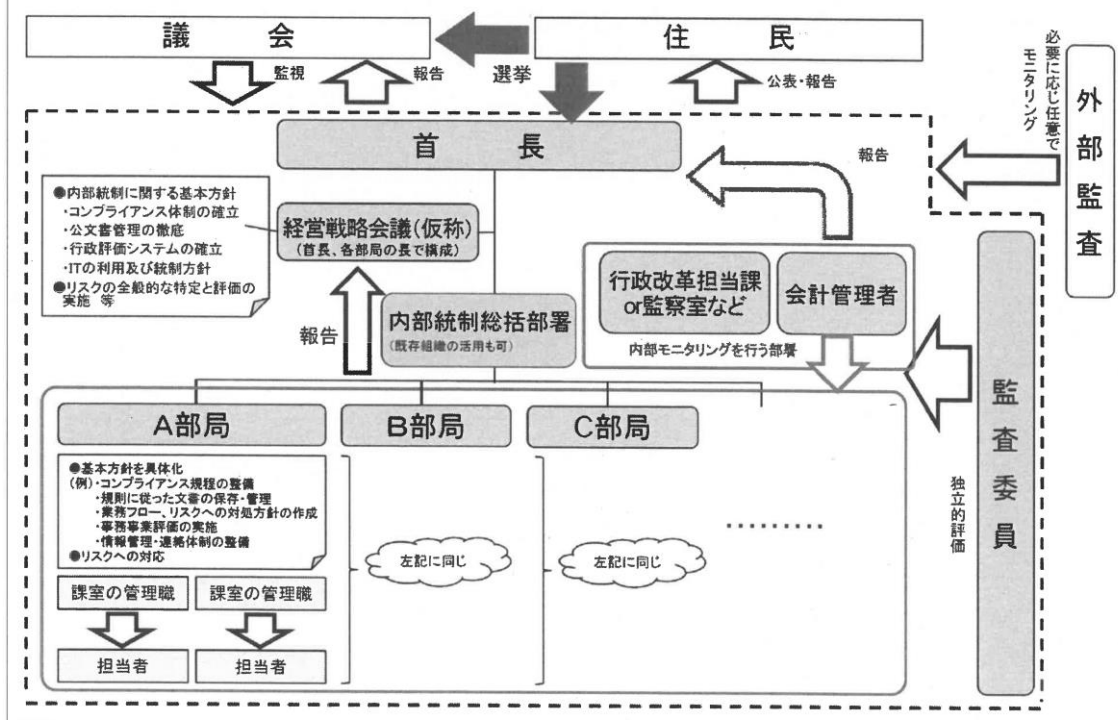 議会
住民
監視
報告
選挙
公表・報告
必要に応じ任意で
モニタリング
外部監査
首長
報告
●内部統制に関する基本方針
・コンプライアンス体制の確立
・公文書管理の徹底
・行政評価システムの確立
・ITの利用及び統制方針
●リスクの全般的な特定と評価の
実施 等
経営戦略会議(仮称)
(首長、各部局の長で構成)
行政改革担当課
or監察室など
会計管理者
内部モニタリングを行う部署
報告
内部統制総括部署
(既存組織の活用も可)
監査委員
独立的評価
A部局
B部局
C部局
●基本方針を具体化
(例)・コンプライアンス規程の整備
・規則に従った文書の保存・管理
・業務フロー、リスクへの対処方針の作成
・事務事業評価の実施
・情報管理・連絡体制の整備
●リスクへの対応
左記に同じ
左記に同じ
………
課室の管理職
課室の管理職
担当者
担当者